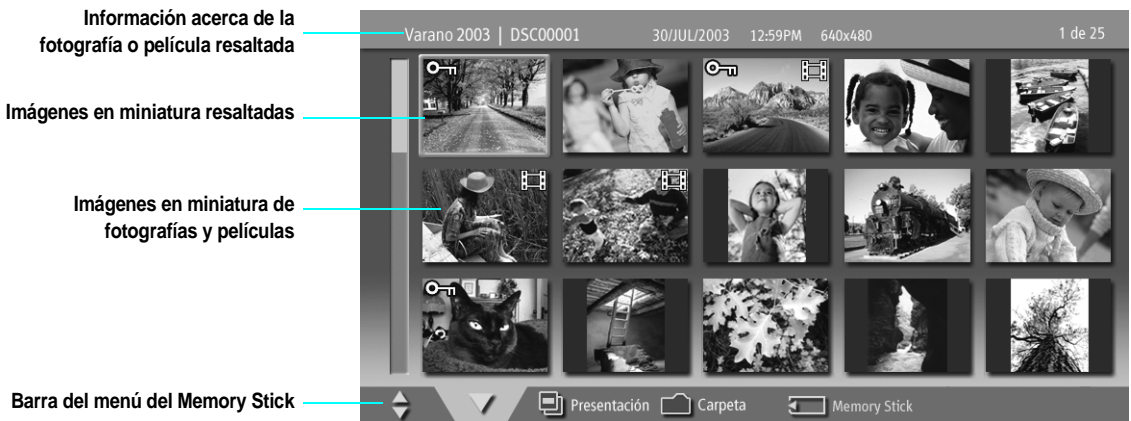 Información acerca de la
fotografía o película resaltada
Varano 2003 | DSC00001 30/JUL/2003 12:59PM 640x480 1 de 25
Imágenes en miniatura resaltadas
Imágenes en miniatura de
fotografías y películas
Barra del menú del Memory Stick
Presentación Carpeta Memory Stick